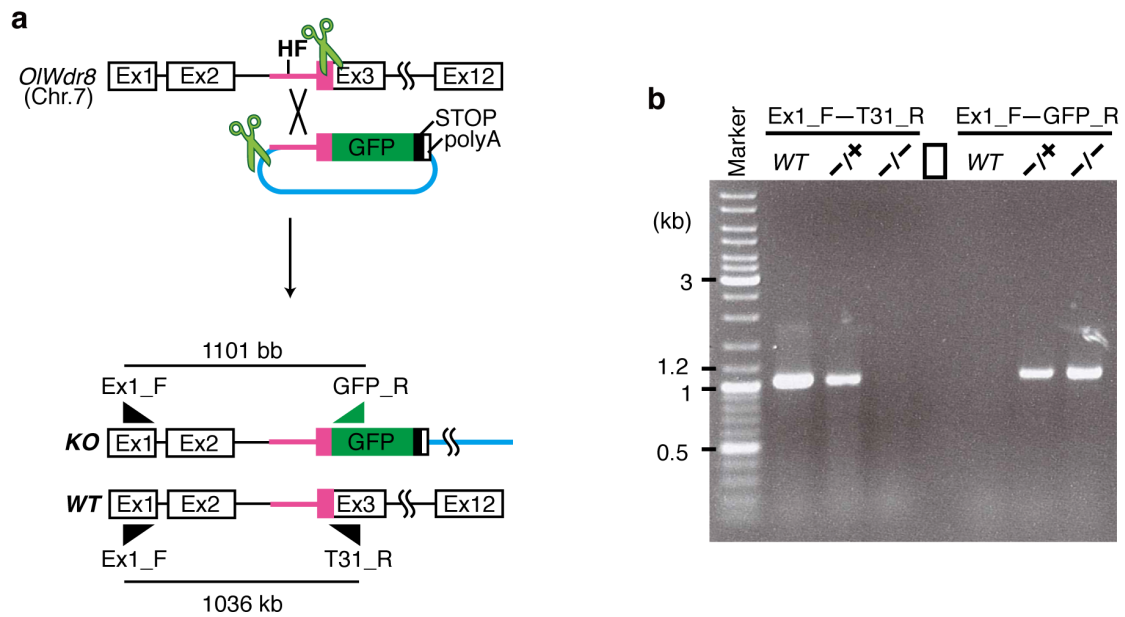 a
HF
OlWdr8
(Chr.7)
Ex1 Ex2 Ex3 Ex12
STOP
polyA
GFP
1101 bb
Ex1_F GFP_R
KO Ex1 Ex2 GFP
WT Ex1 Ex2 Ex3 Ex12
Ex1_F T31_R
1036 kb
b
Marker
Ex1_F—T31_R Ex1_F—GFP_R
WT -/+ -/- WT -/+ -/-
(kb)
3
1.2
1
0.5